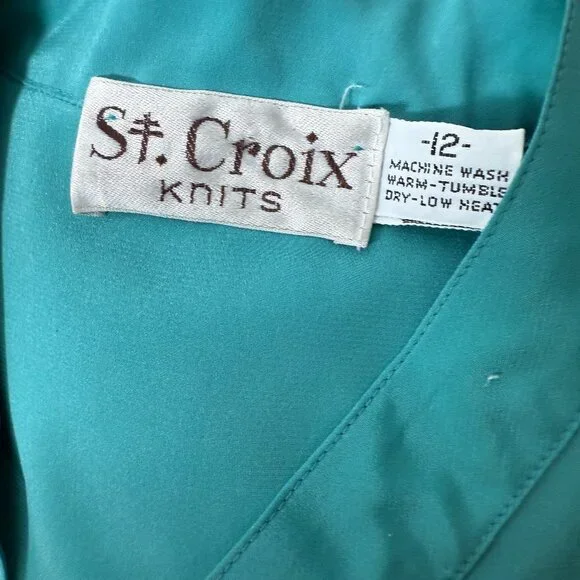 St. Croix
KNITS
-12-
MACHINE WASH
WARM-TUMBLE
DRY-LOW HEAT